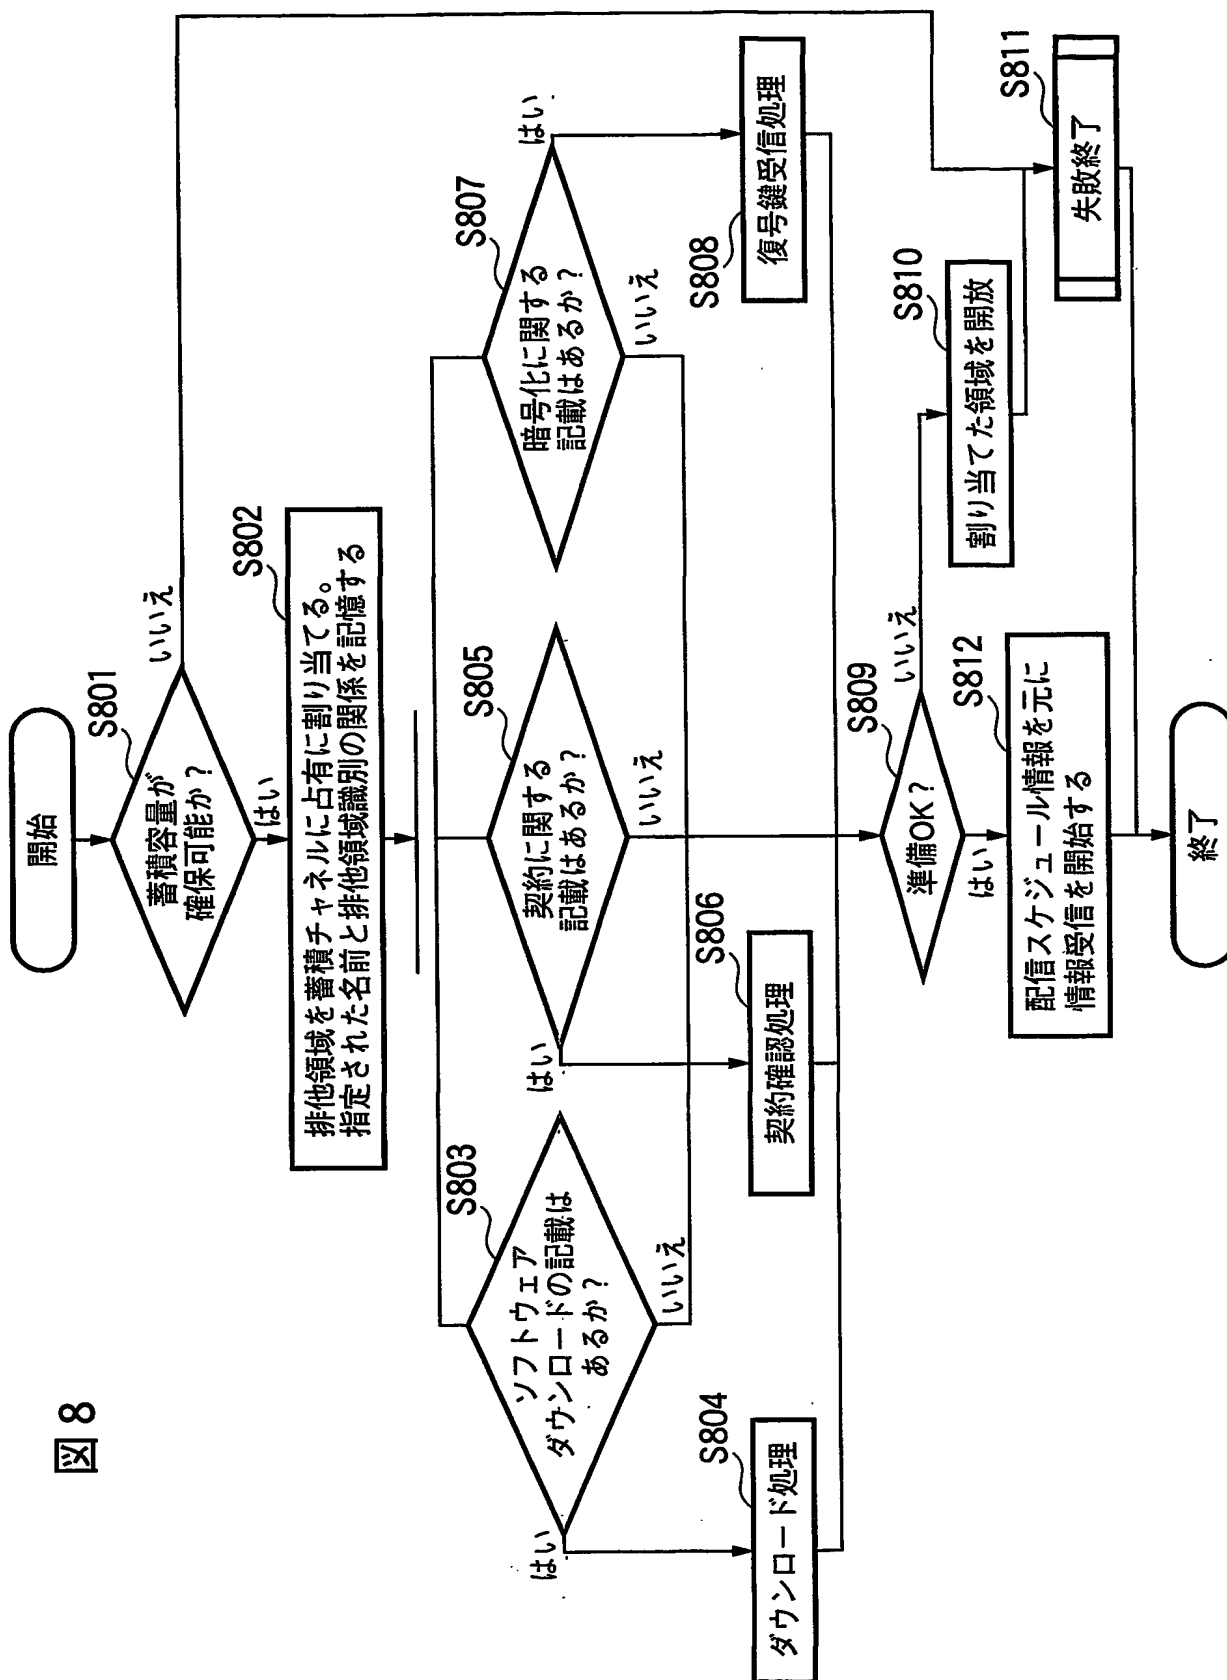 図8
開始
S801
蓄積容量が
確保可能か?
いいえ
はい
S802
排他領域を蓄積チャネルに占有に割り当てる。
指定された名前と排他領域識別の関係を記憶する
S803
ソフトウェア
ダウンロードの記載は
あるか?
はい
いいえ
S804
ダウンロード処理
S805
契約に関する
記載はあるか?
はい
いいえ
S806
契約確認処理
S807
暗号化に関する
記載はあるか?
はい
いいえ
S808
復号鍵受信処理
S809
準備OK?
いいえ
はい
S810
割り当てた領域を開放
S811
失敗終了
S812
配信スケジュール情報を元に
情報受信を開始する
終了